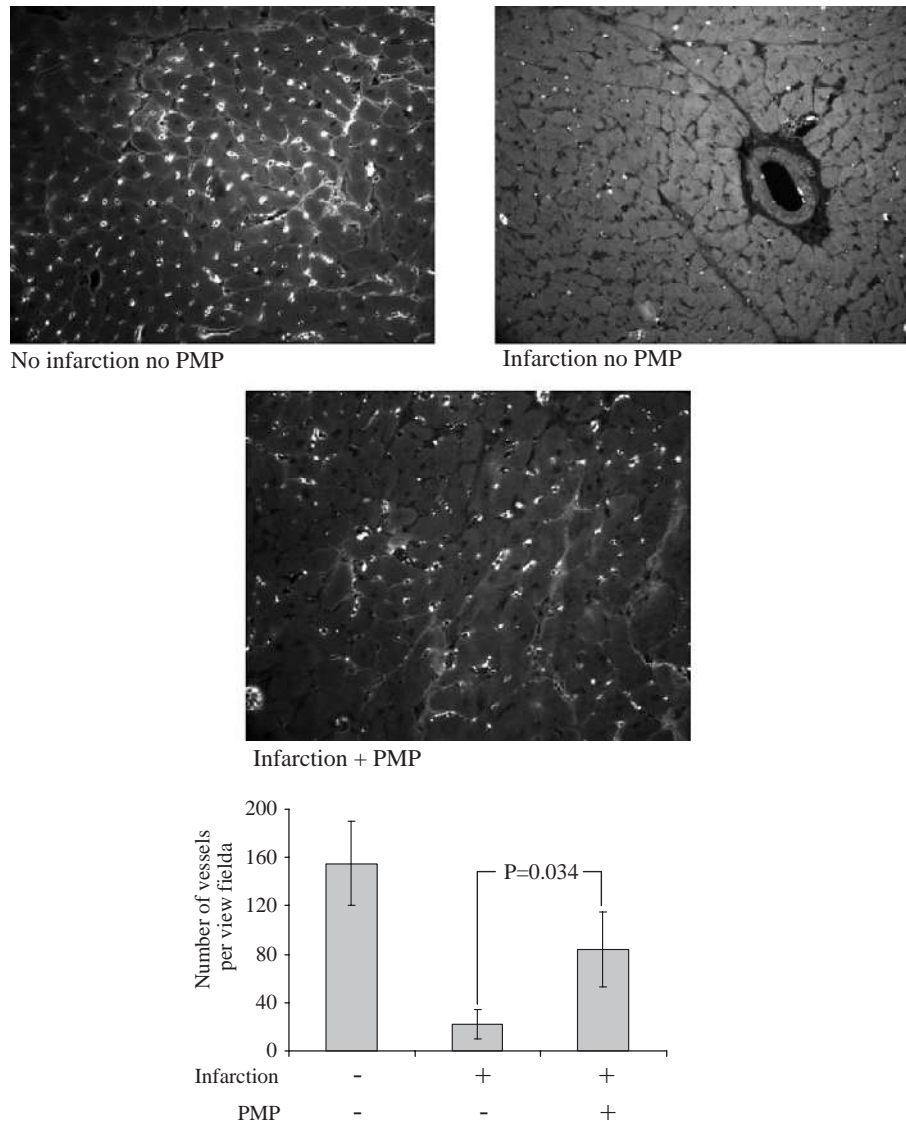 No infarction no PMP
Infarction no PMP
Infarction + PMP
Number of vessels
per view fielda
200
160
120
80
40
0
P=0.034
Infarction - + +
PMP - - +